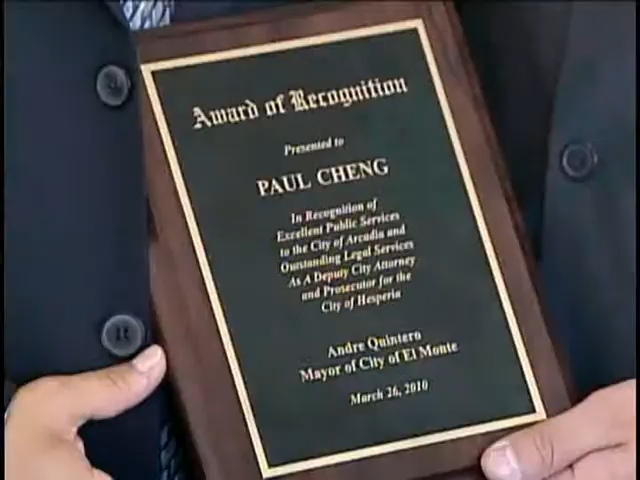 Award of Recognition
Presented to
PAUL CHENG
In Recognition of
Excellent Public Services
to the City of Arcadia and
Outstanding Legal Services
As A Deputy City Attorney
and Prosecutor for the
City of Hesperia
Andre Quintero
Mayor of City of El Monte
March 26, 2010